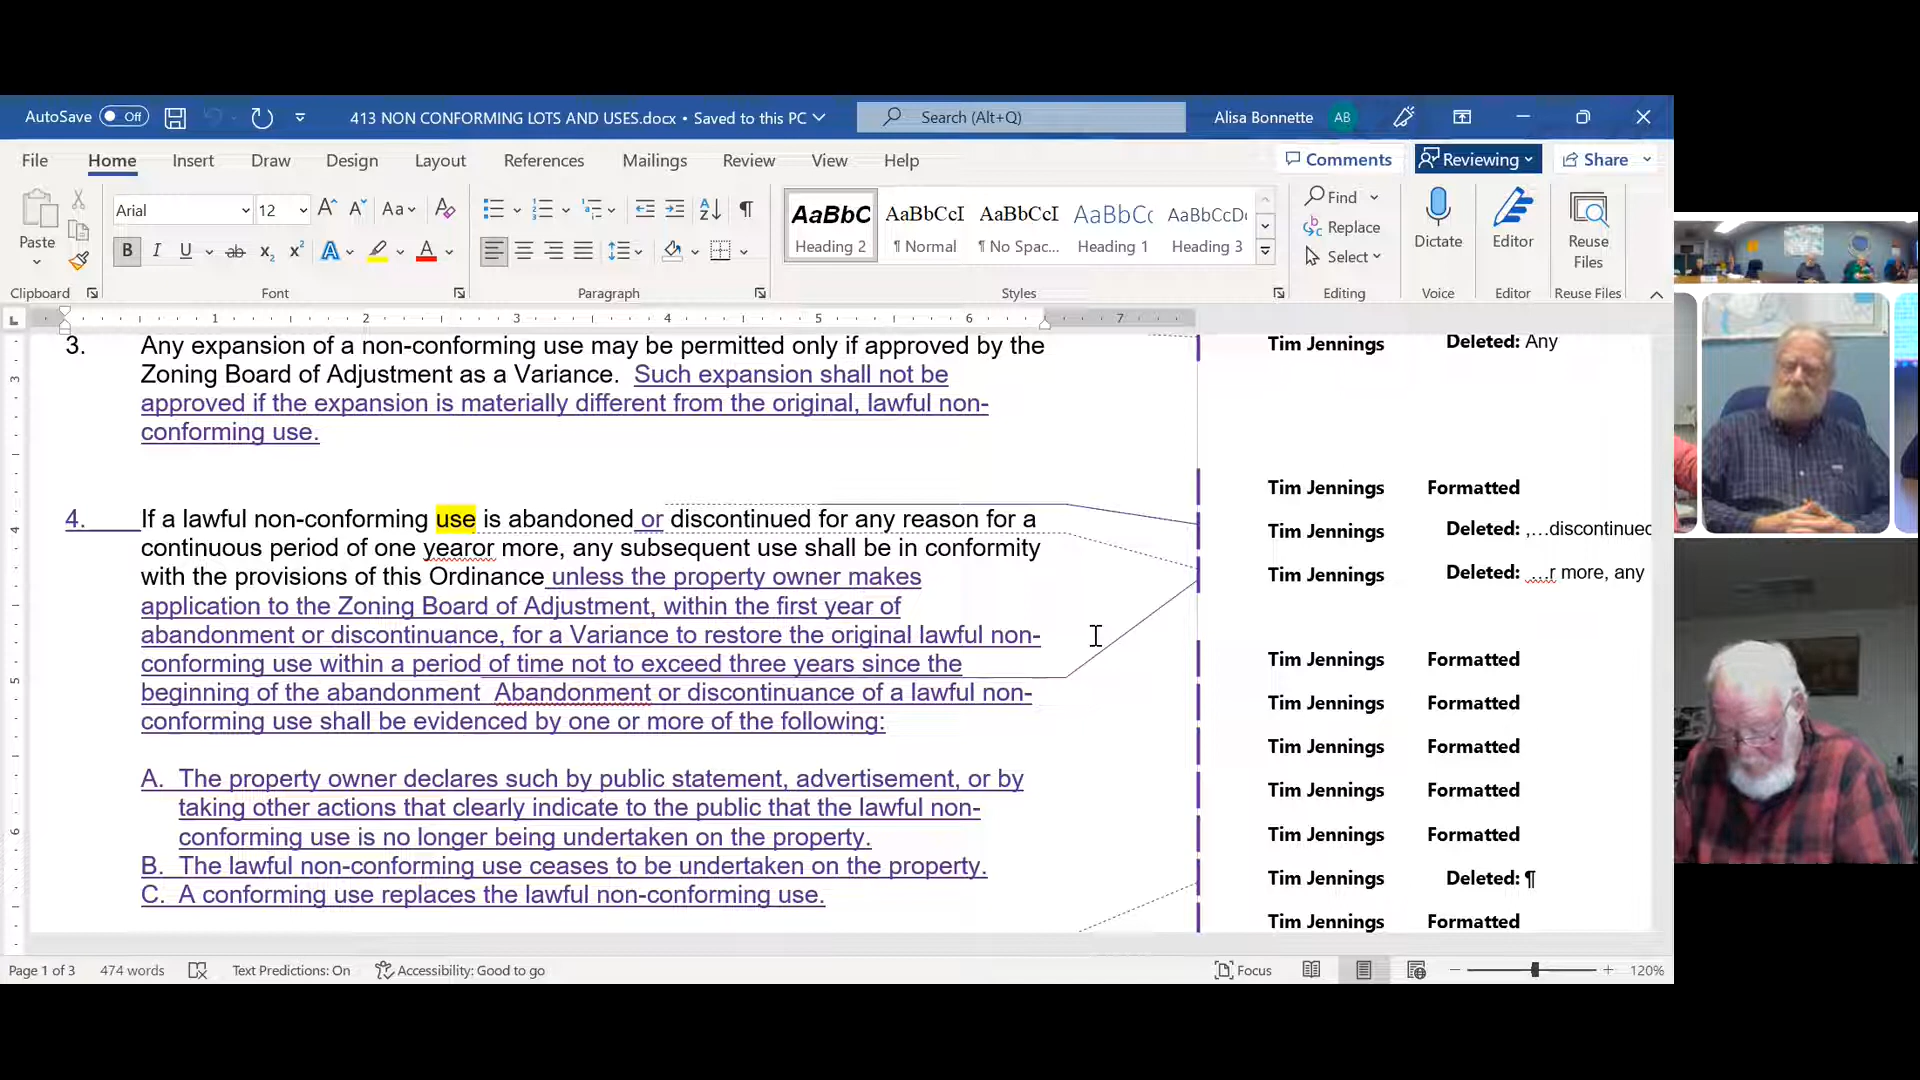 AutoSave Off 413 NON CONFORMING LOTS AND USES.docx • Saved to this PC Search (Alt+Q) Alisa Bonnette AB
File Home Insert Draw Design Layout References Mailings Review View Help Comments Reviewing Share
Paste Arial 12 Aa A B I U ab x₂ x² A A
AaBbC AaBbCcI AaBbCcI AaBbCc AaBbCcDc
Heading 2 ¶ Normal ¶ No Spac... Heading 1 Heading 3
Find
Replace
Select
Dictate Editor Reuse Files
Clipboard Font Paragraph Styles Editing Voice Editor Reuse Files
1 2 3 4 5 6 7
3. Any expansion of a non-conforming use may be permitted only if approved by the
Zoning Board of Adjustment as a Variance. Such expansion shall not be
approved if the expansion is materially different from the original, lawful non-
conforming use.
4. If a lawful non-conforming use is abandoned or discontinued for any reason for a
continuous period of one yearor more, any subsequent use shall be in conformity
with the provisions of this Ordinance unless the property owner makes
application to the Zoning Board of Adjustment, within the first year of
abandonment or discontinuance, for a Variance to restore the original lawful non-
conforming use within a period of time not to exceed three years since the
beginning of the abandonment Abandonment or discontinuance of a lawful non-
conforming use shall be evidenced by one or more of the following:
A. The property owner declares such by public statement, advertisement, or by
taking other actions that clearly indicate to the public that the lawful non-
conforming use is no longer being undertaken on the property.
B. The lawful non-conforming use ceases to be undertaken on the property.
C. A conforming use replaces the lawful non-conforming use.
Tim Jennings Deleted: Any
Tim Jennings Formatted
Tim Jennings Deleted: ,...discontinued
Tim Jennings Deleted: ...r more, any
Tim Jennings Formatted
Tim Jennings Formatted
Tim Jennings Formatted
Tim Jennings Formatted
Tim Jennings Formatted
Tim Jennings Deleted: ¶
Tim Jennings Formatted
3
4
5
6
Page 1 of 3 474 words Text Predictions: On Accessibility: Good to go Focus 120%